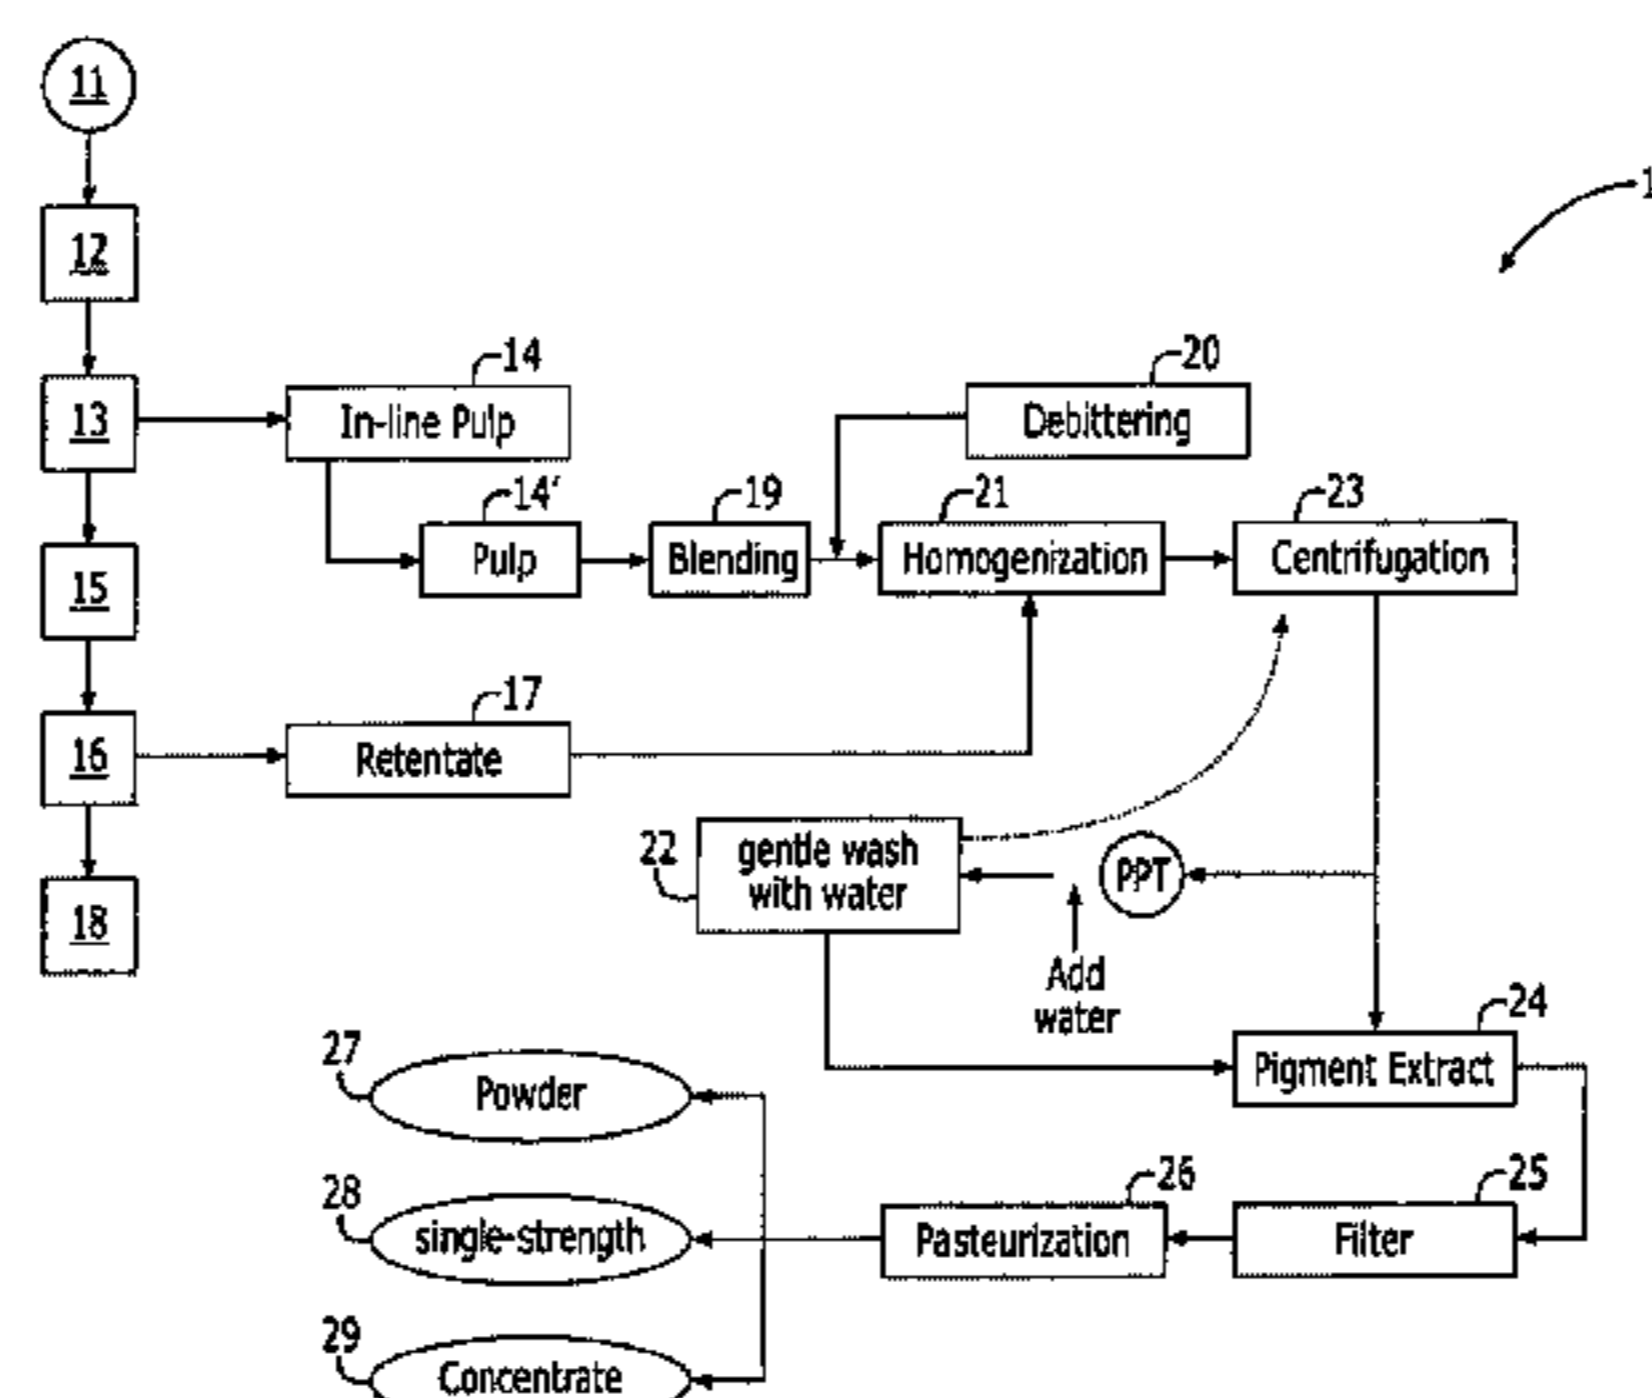 11
12
1
14
20
13
In-line Pulp
Debittering
14'
19
21
23
Pulp
Blending
Homogenization
Centrifugation
15
17
16
Retentate
22
gentle wash
with water
PPT
18
Add
water
24
27
Pigment Extract
Powder
28
26
25
single-strength
Pasteurization
Filter
29
Concentrate